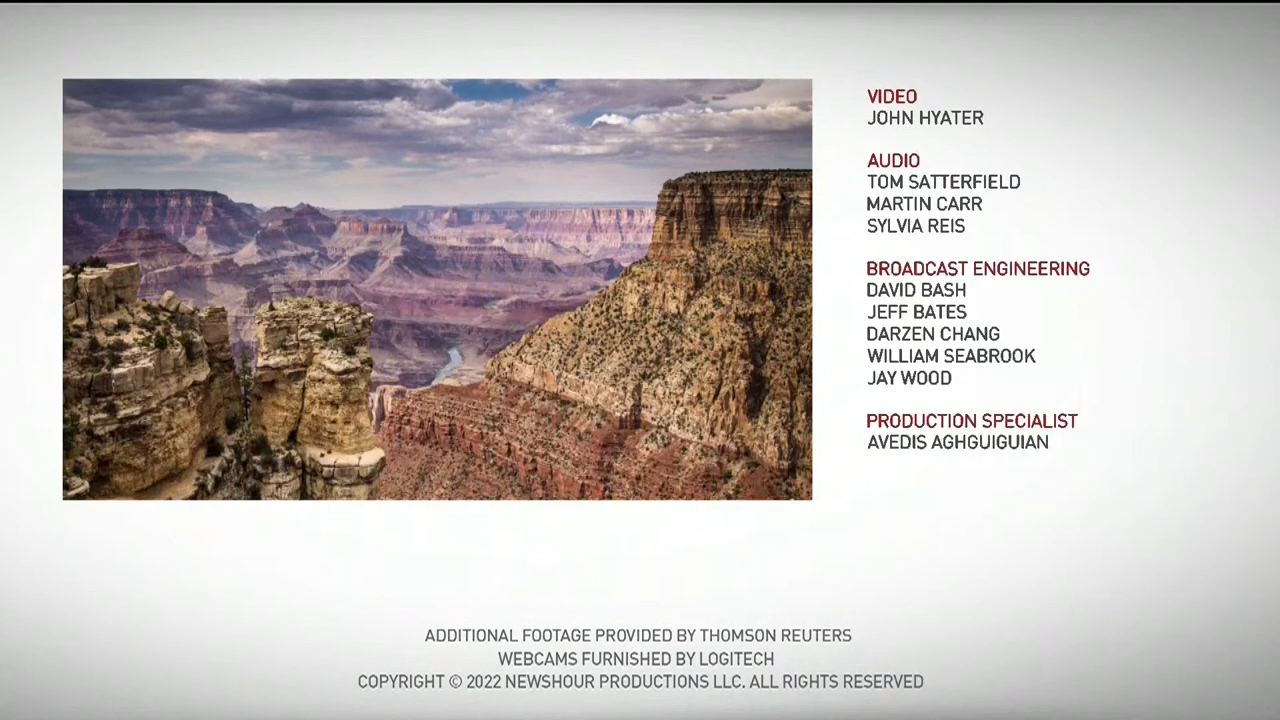 VIDEO
JOHN HYATER
AUDIO
TOM SATTERFIELD
MARTIN CARR
SYLVIA REIS
BROADCAST ENGINEERING
DAVID BASH
JEFF BATES
DARZEN CHANG
WILLIAM SEABROOK
JAY WOOD
PRODUCTION SPECIALIST
AVEDIS AGHGUIGUIAN
ADDITIONAL FOOTAGE PROVIDED BY THOMSON REUTERS
WEBCAMS FURNISHED BY LOGITECH
COPYRIGHT © 2022 NEWSHOUR PRODUCTIONS LLC. ALL RIGHTS RESERVED